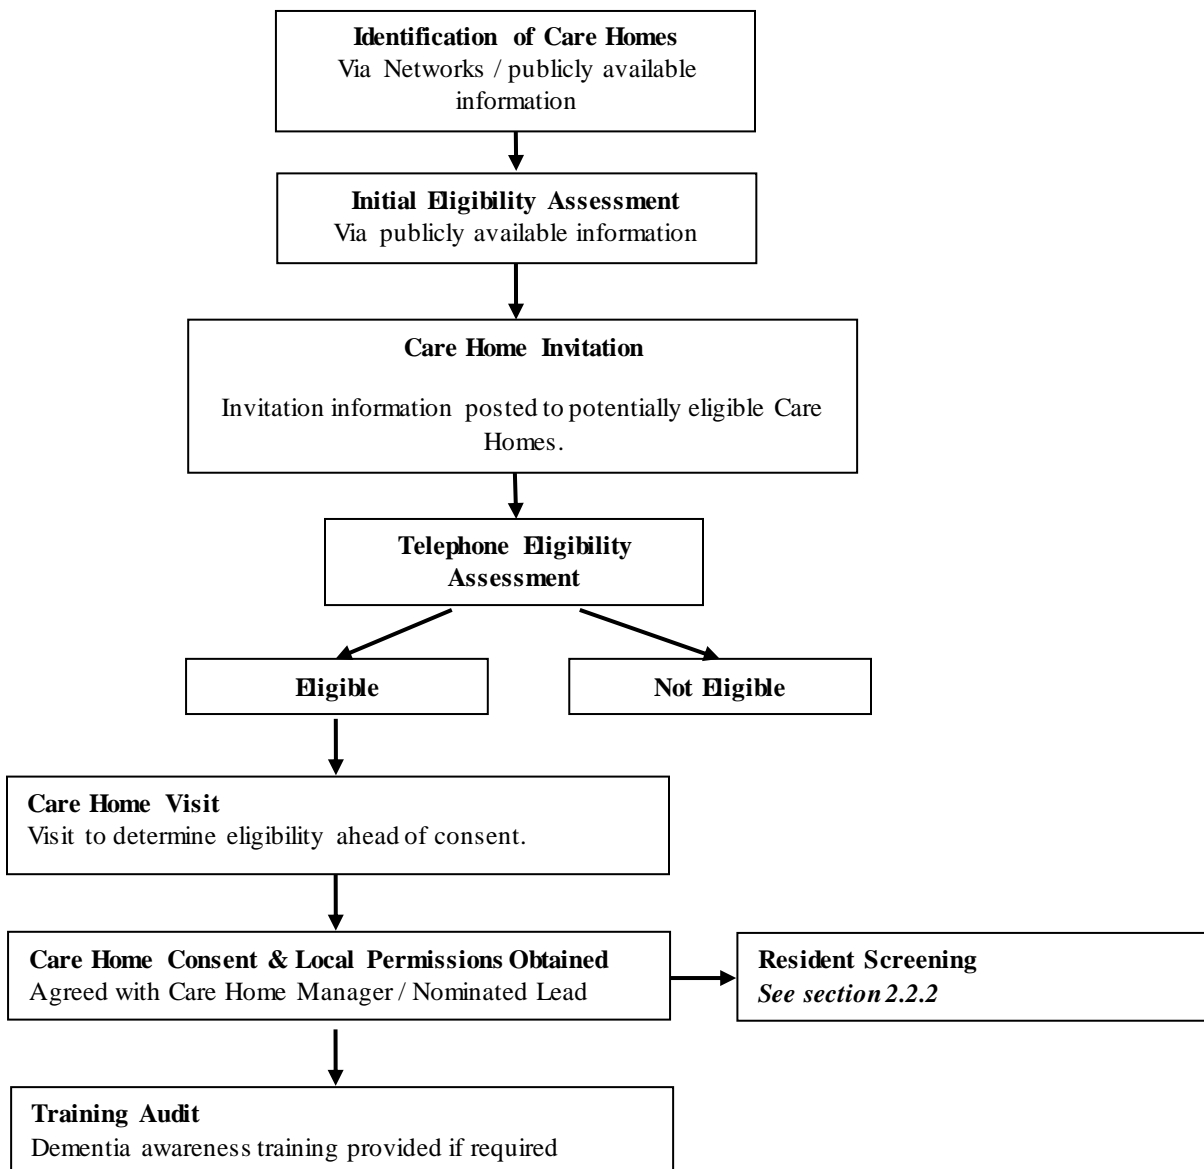 Identification of Care Homes
Via Networks / publicly available
information
Initial Eligibility Assessment
Via publicly available information
Care Home Invitation
Invitation information posted to potentially eligible Care
Homes.
Telephone Eligibility
Assessment
Eligible
Not Eligible
Care Home Visit
Visit to determine eligibility ahead of consent.
Care Home Consent & Local Permissions Obtained
Agreed with Care Home Manager / Nominated Lead
Resident Screening
See section 2.2.2
Training Audit
Dementia awareness training provided if required